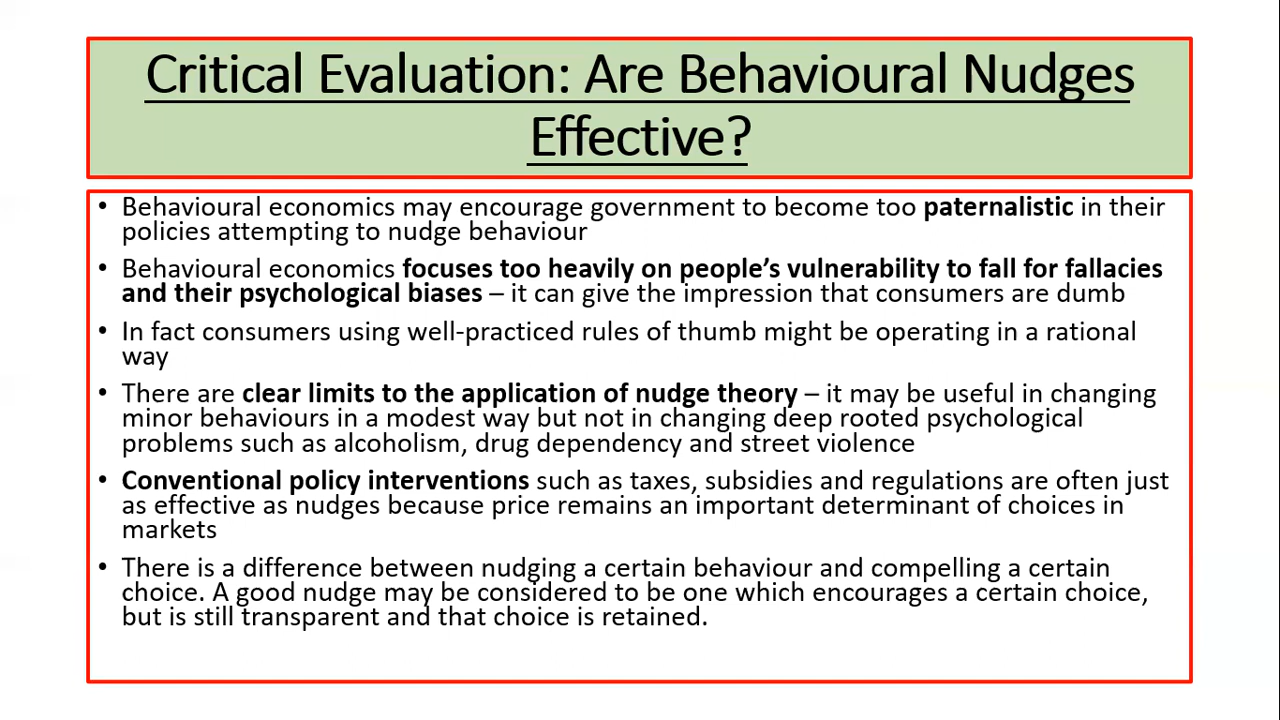 Critical Evaluation: Are Behavioural Nudges
Effective?
• Behavioural economics may encourage government to become too paternalistic in their
policies attempting to nudge behaviour
• Behavioural economics focuses too heavily on people’s vulnerability to fall for fallacies
and their psychological biases – it can give the impression that consumers are dumb
• In fact consumers using well-practiced rules of thumb might be operating in a rational
way
• There are clear limits to the application of nudge theory – it may be useful in changing
minor behaviours in a modest way but not in changing deep rooted psychological
problems such as alcoholism, drug dependency and street violence
• Conventional policy interventions such as taxes, subsidies and regulations are often just
as effective as nudges because price remains an important determinant of choices in
markets
• There is a difference between nudging a certain behaviour and compelling a certain
choice. A good nudge may be considered to be one which encourages a certain choice,
but is still transparent and that choice is retained.